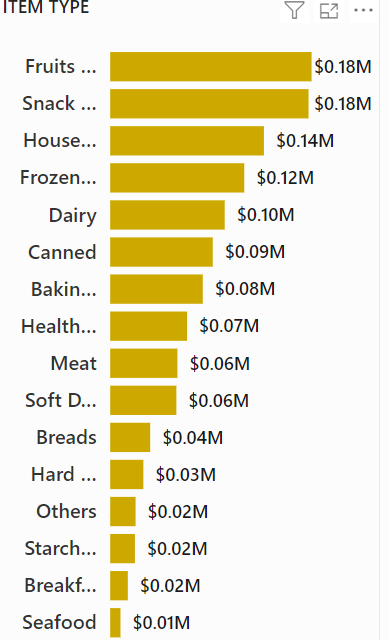 ITEM TYPE
Fruits ... $0.18M
Snack ... $0.18M
House... $0.14M
Frozen... $0.12M
Dairy $0.10M
Canned $0.09M
Bakin... $0.08M
Health... $0.07M
Meat $0.06M
Soft D... $0.06M
Breads $0.04M
Hard ... $0.03M
Others $0.02M
Starch... $0.02M
Breakf... $0.02M
Seafood $0.01M